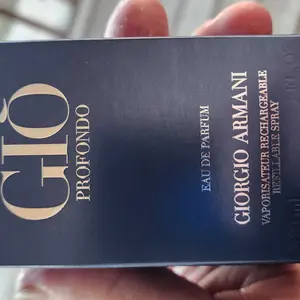 GIÒ
PROFONDO
EAU DE PARFUM
GIORGIO ARMANI
VAPORISATEUR RECHARGEABLE
REFILLABLE SPRAY